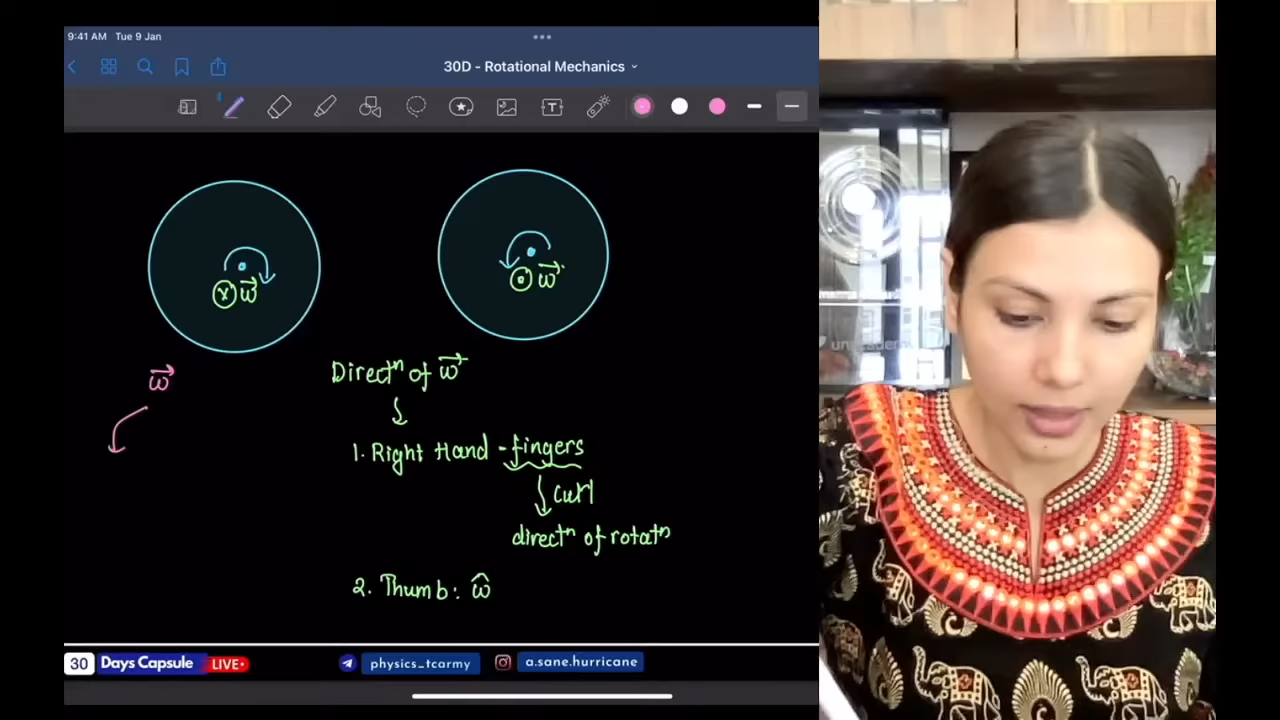 9:41 AM Tue 9 Jan
30D - Rotational Mechanics
T
ω⃗
ω⃗
Directⁿ of ω⃗
ω⃗
1. Right Hand - fingers
curl
directⁿ of rotatⁿ
2. Thumb: ω̂
30 Days Capsule LIVE
physics_tcarmy
a.sane.hurricane